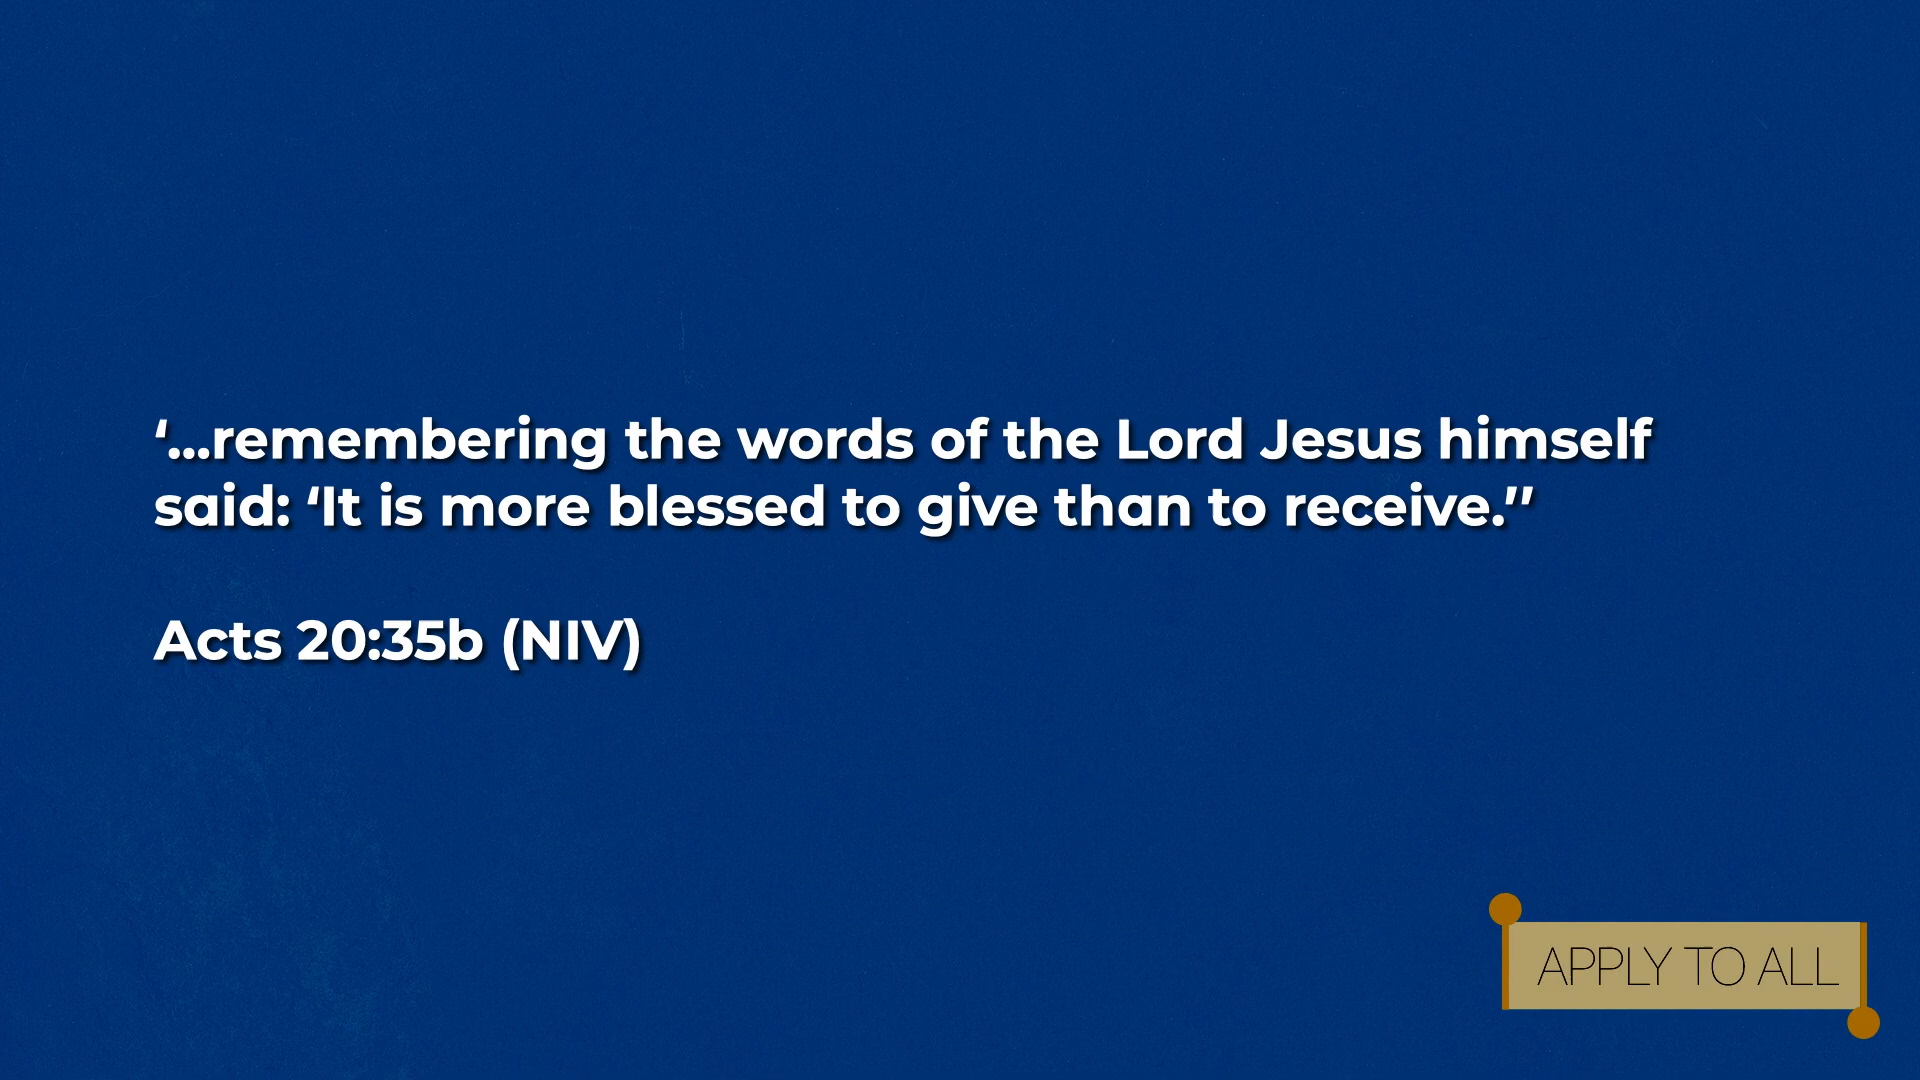 ‘...remembering the words of the Lord Jesus himself
said: ‘It is more blessed to give than to receive.’’
Acts 20:35b (NIV)
APPLY TO ALL